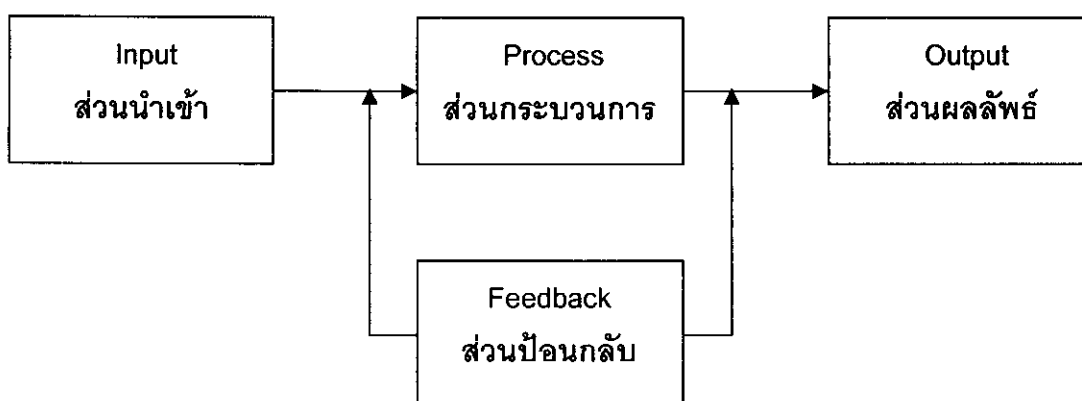 Input
ส่วนนำเข้า
Process
ส่วนกระบวนการ
Output
ส่วนผลลัพธ์
Feedback
ส่วนป้อนกลับ